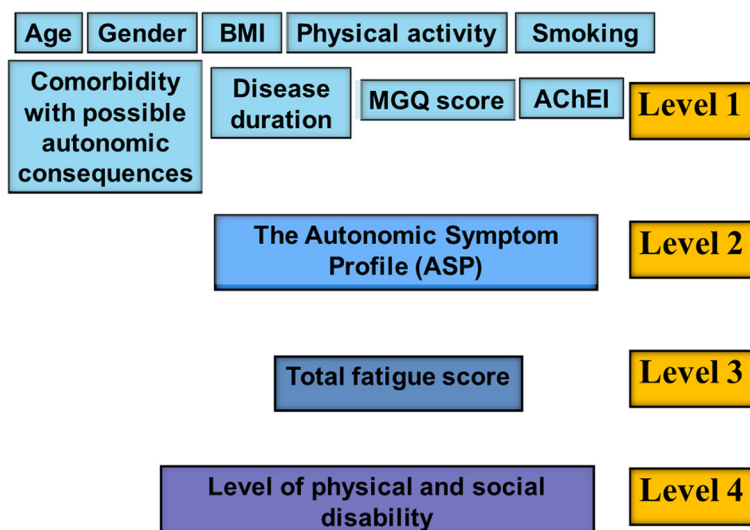 Age
Gender
BMI
Physical activity
Smoking
Comorbidity
with possible
autonomic
consequences
Disease
duration
MGQ score
AChEI
Level 1
The Autonomic Symptom
Profile (ASP)
Level 2
Total fatigue score
Level 3
Level of physical and social
disability
Level 4